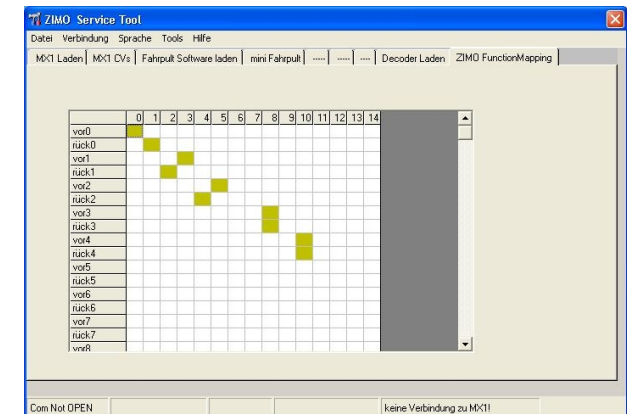 ZIMO Service Tool
Datei Verbindung Sprache Tools Hilfe
MX1 Laden MX1 CVs Fahrpult Software laden mini Fahrpult ----- ----- ---- Decoder Laden ZIMO FunctionMapping
0 1 2 3 4 5 6 7 8 9 10 11 12 13 14
vor0
rück0
vor1
rück1
vor2
rück2
vor3
rück3
vor4
rück4
vor5
rück5
vor6
rück6
vor7
rück7
vor8
Com Not OPEN keine Verbindung zu MX1!